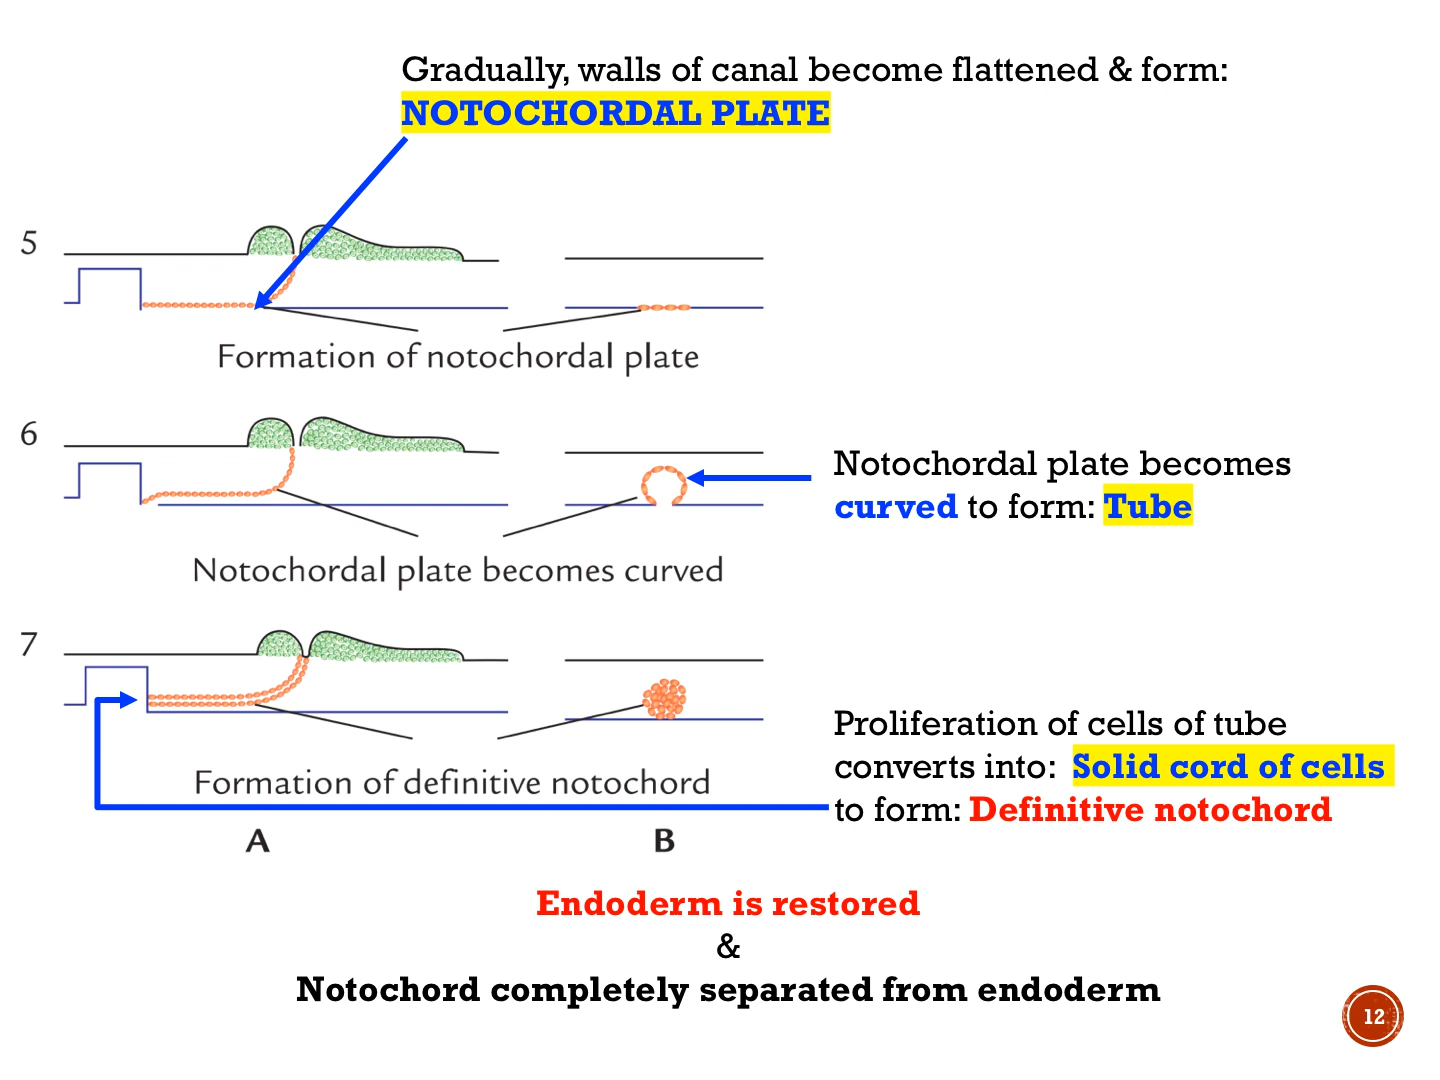 Gradually, walls of canal become flattened & form:
NOTOCHORDAL PLATE
5
Formation of notochordal plate
6
Notochordal plate becomes
curved to form: Tube
Notochordal plate becomes curved
7
Proliferation of cells of tube
converts into: Solid cord of cells
to form: Definitive notochord
Formation of definitive notochord
A
B
Endoderm is restored
&
Notochord completely separated from endoderm
12